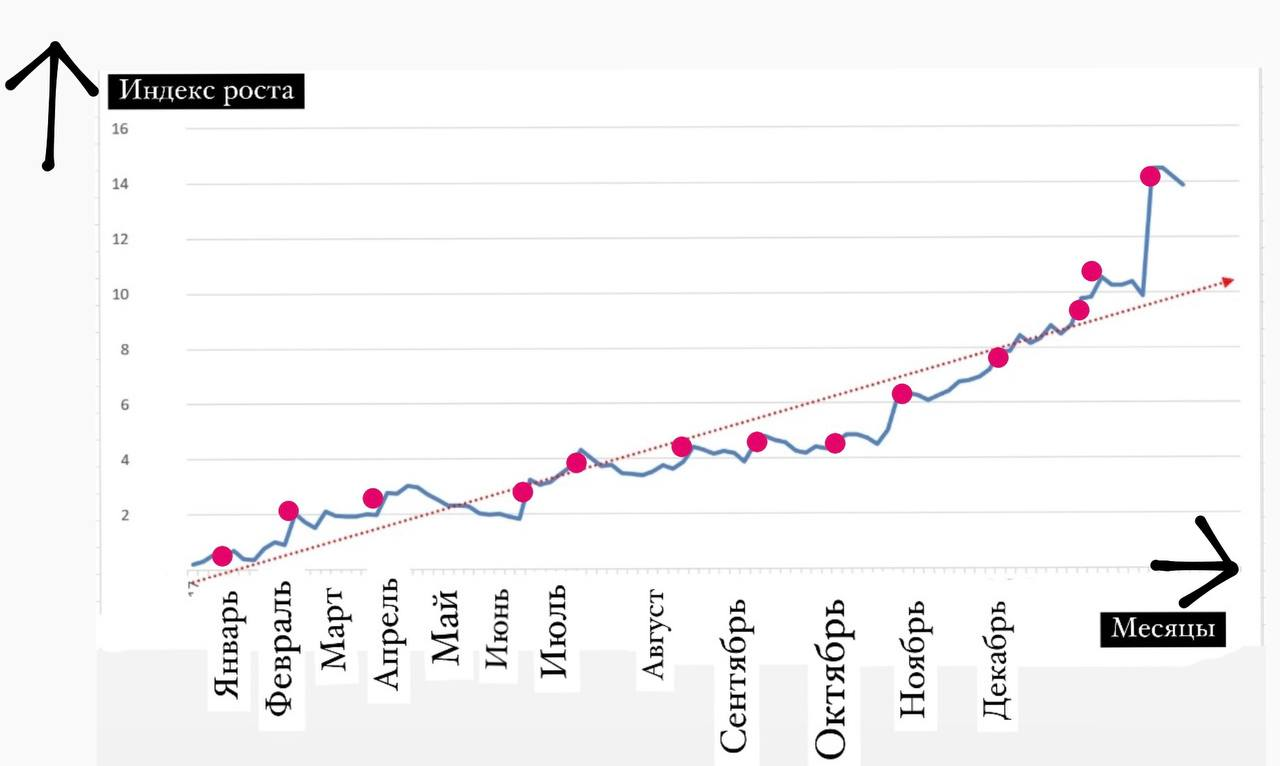 Индекс роста
16
14
12
10
8
6
4
2
Январь
Февраль
Март
Апрель
Май
Июнь
Июль
Август
Сентябрь
Октябрь
Ноябрь
Декабрь
Месяцы